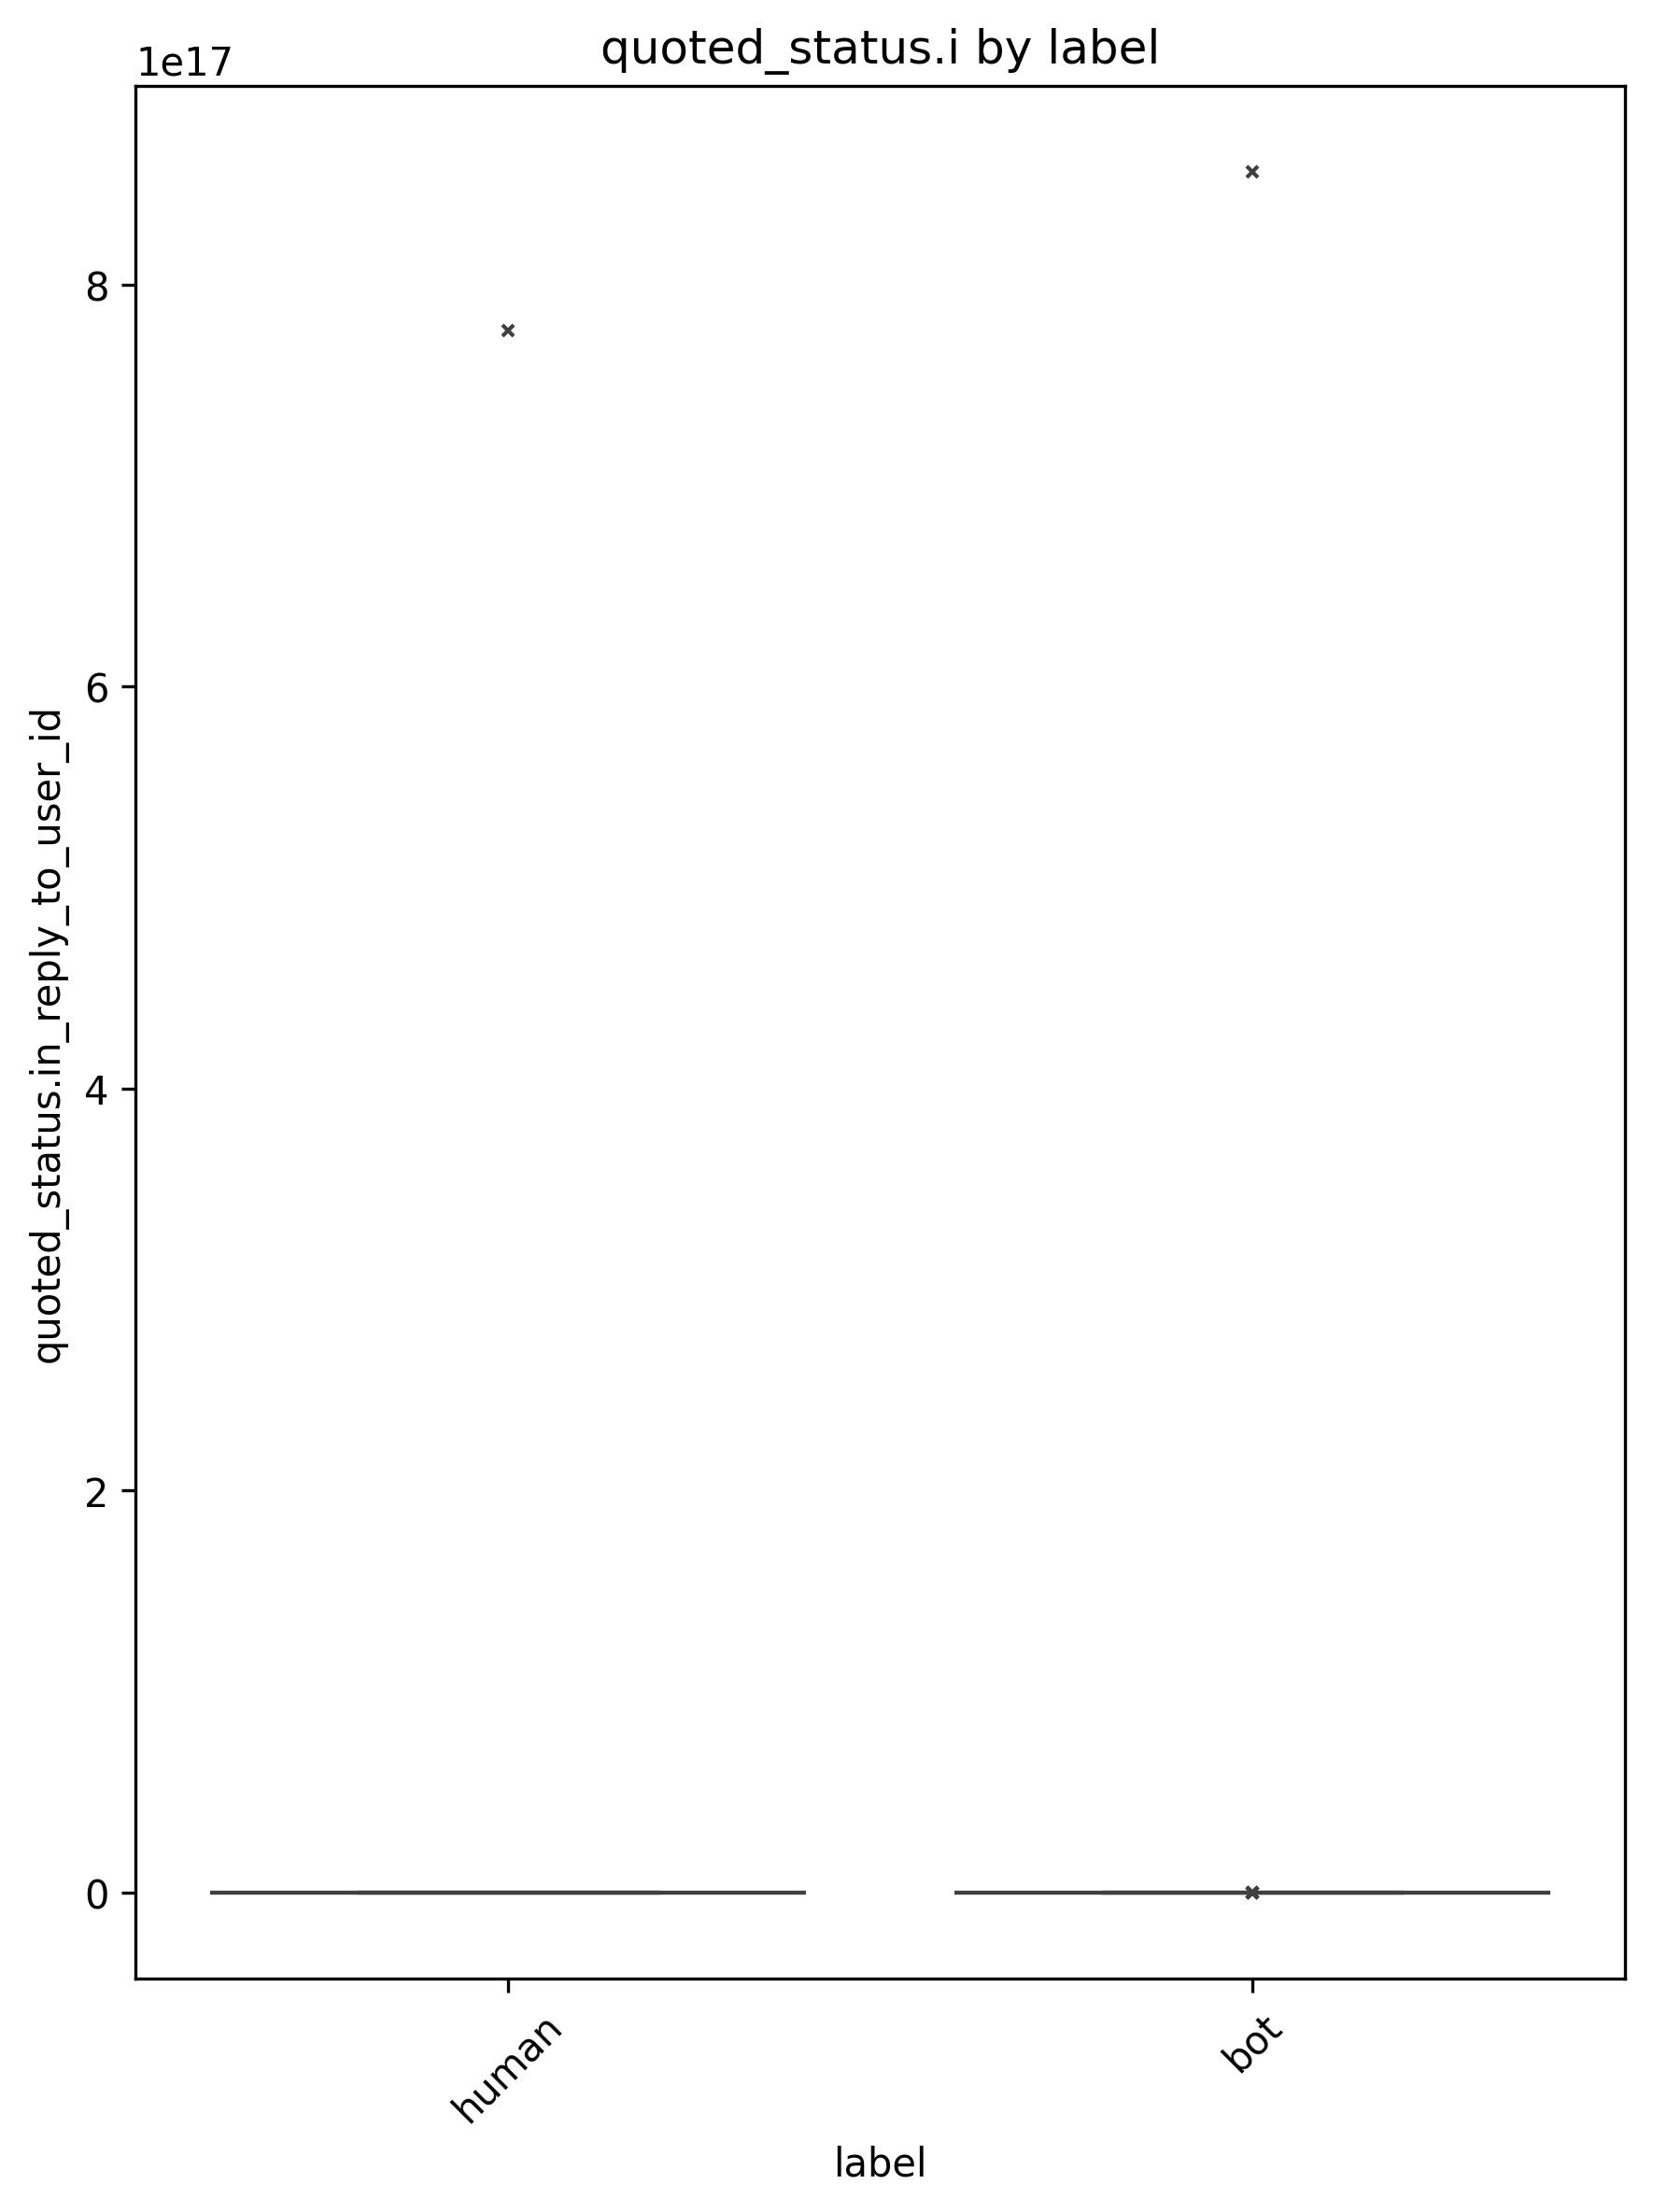 quoted_status.i by label
1e17
8
6
4
2
0
quoted_status.in_reply_to_user_id
human
bot
label